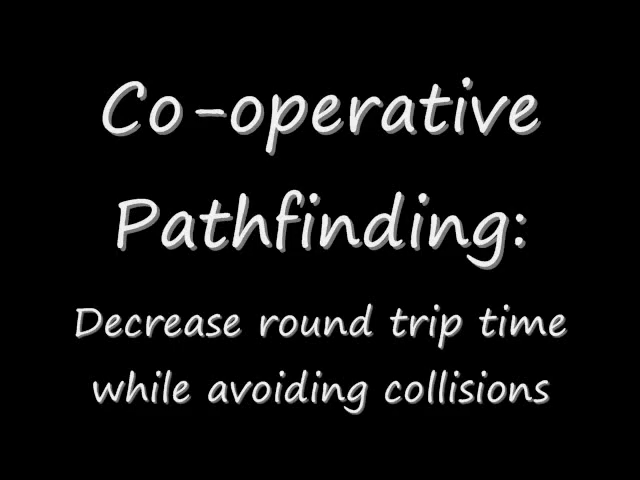 Co-operative
Pathfinding:
Decrease round trip time
while avoiding collisions